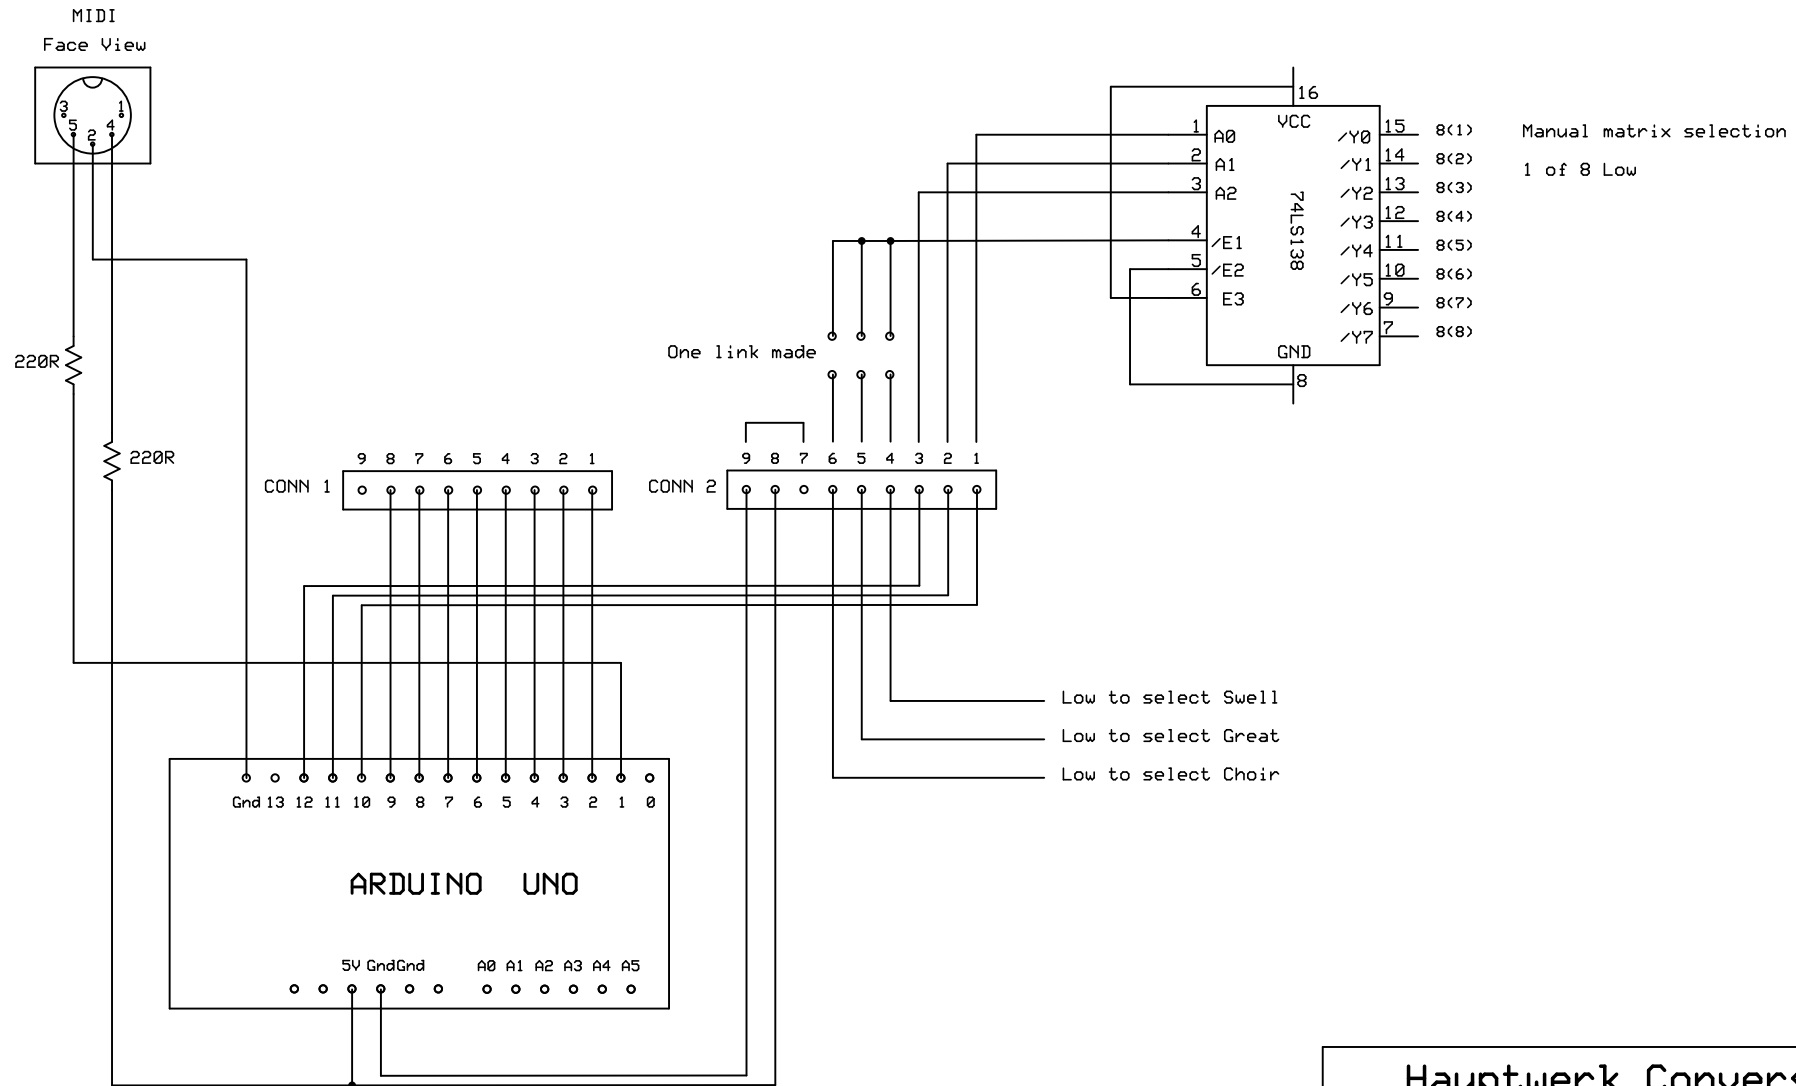 MIDI
Face View
3 1
5 2 4
220R
220R
16
VCC
1 A0 /Y0 15 8(1) Manual matrix selection
2 A1 /Y1 14 8(2) 1 of 8 Low
3 A2 /Y2 13 8(3)
/Y3 12 8(4)
4 /E1 /Y4 11 8(5)
5 /E2 /Y5 10 8(6)
6 E3 /Y6 9 8(7)
/Y7 7 8(8)
74LS138
GND
8
One link made
9 8 7 6 5 4 3 2 1
CONN 1
9 8 7 6 5 4 3 2 1
CONN 2
Low to select Swell
Low to select Great
Low to select Choir
Gnd 13 12 11 10 9 8 7 6 5 4 3 2 1 0
ARDUINO UNO
5V Gnd Gnd A0 A1 A2 A3 A4 A5
Hauptwerk Convers